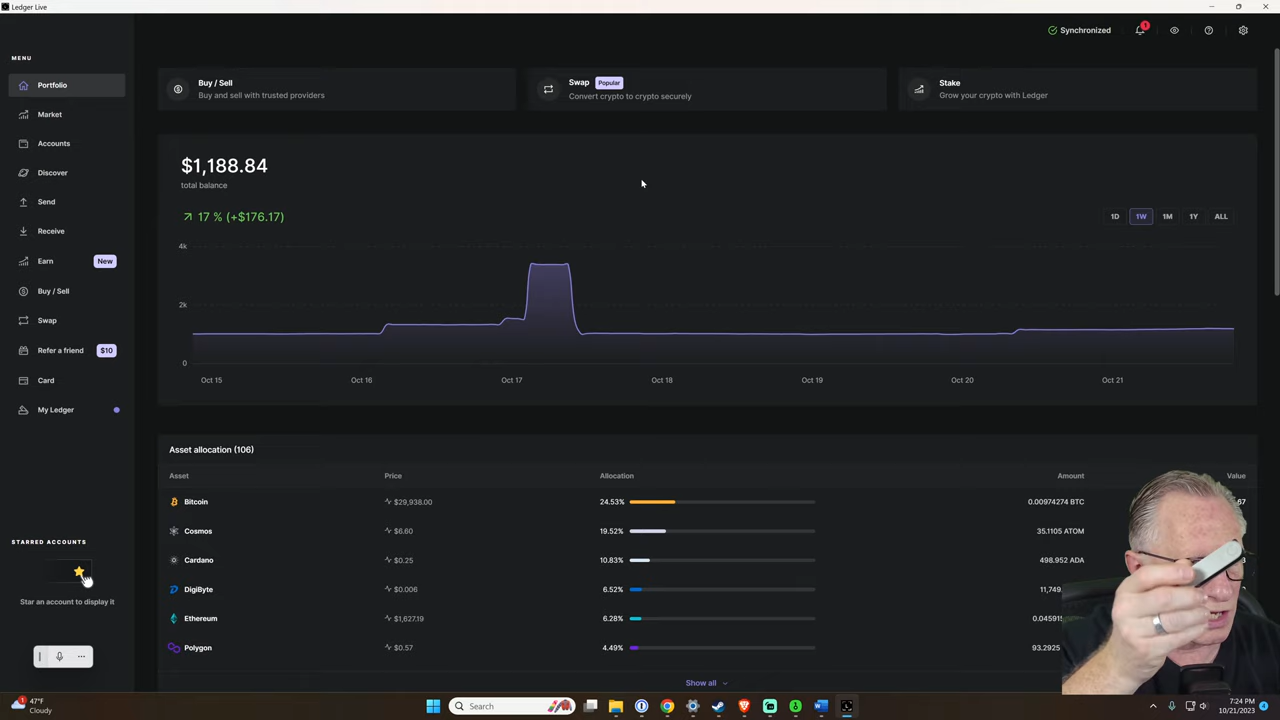 Ledger Live
Synchronized
1
MENU
Portfolio
Market
Accounts
Discover
Send
Receive
Earn New
Buy / Sell
Swap
Refer a friend $10
Card
My Ledger
STARRED ACCOUNTS
Star an account to display it
Buy / Sell
Buy and sell with trusted providers
Swap Popular
Convert crypto to crypto securely
Stake
Grow your crypto with Ledger
$1,188.84
total balance
17 % (+$176.17)
1D 1W 1M 1Y ALL
4k
2k
0
Oct 15 Oct 16 Oct 17 Oct 18 Oct 19 Oct 20 Oct 21
Asset allocation (106)
Asset Price Allocation Amount Value
Bitcoin $29,938.00 24.53% 0.00974274 BTC
Cosmos $6.60 19.52% 35.1105 ATOM
Cardano $0.25 10.83% 498.952 ADA
DigiByte $0.006 6.52%
Ethereum $1,627.19 6.28%
Polygon $0.57 4.49%
Show all
1
47°F
Cloudy
Search
7:24 PM
10/21/2023